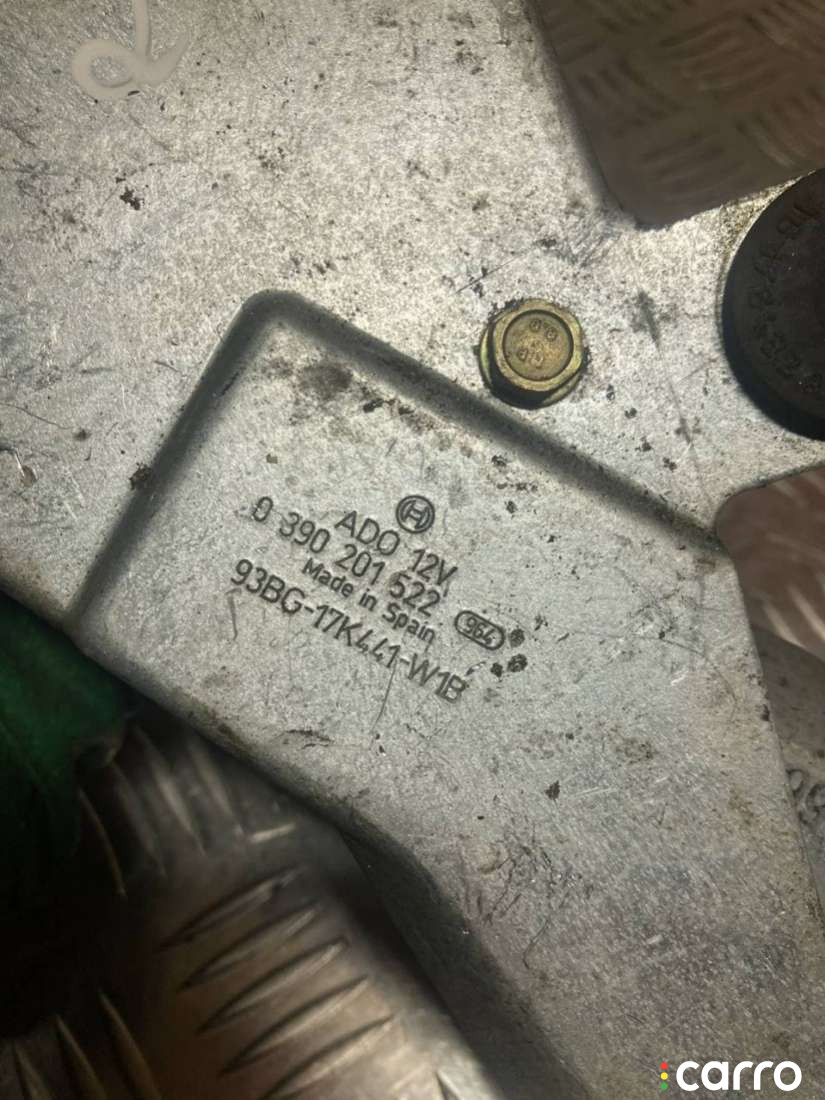 ADO 12V
0 390 201 522
Made in Spain 964
93BG-17K441-W1B
carro